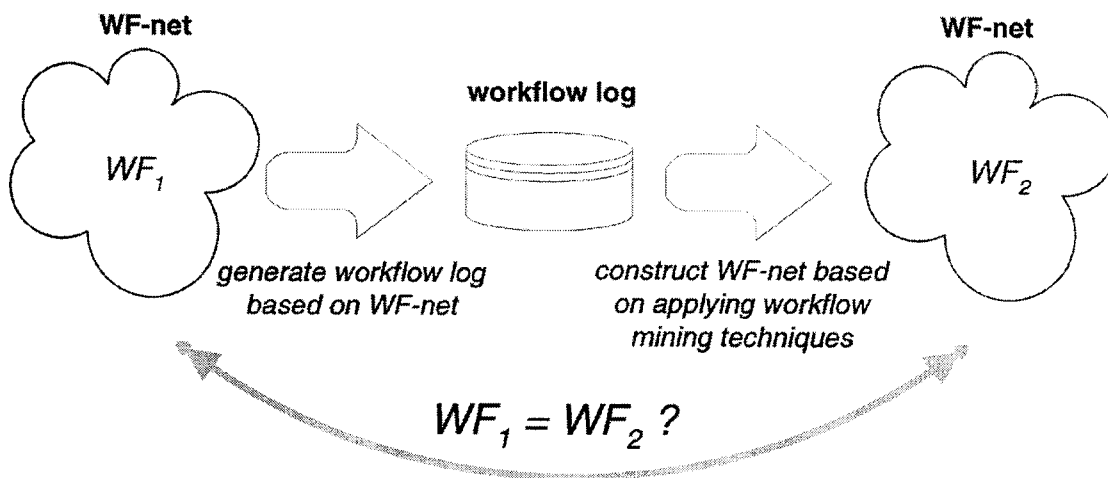 WF-net
WF-net
workflow log
WF₁
WF₂
generate workflow log
based on WF-net
construct WF-net based
on applying workflow
mining techniques
WF₁ = WF₂ ?